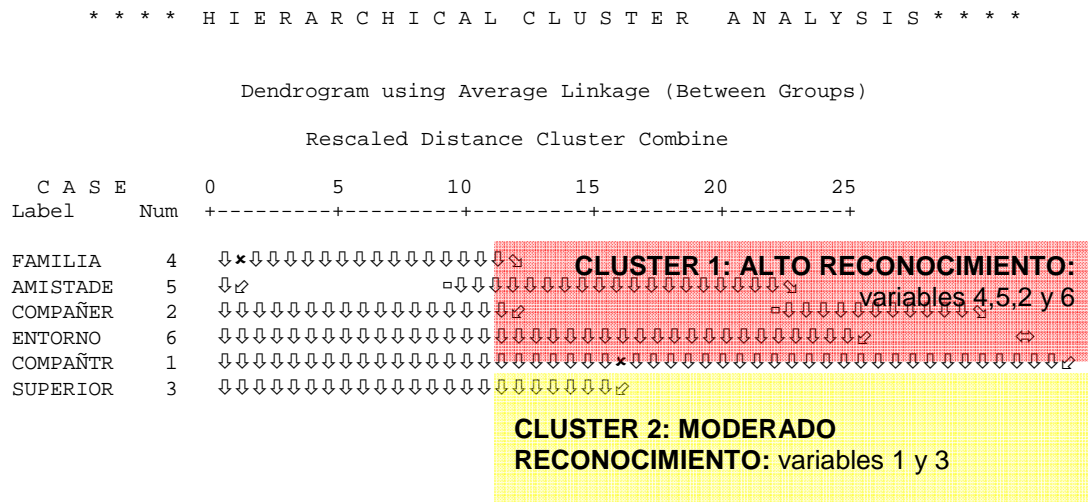 * * * * H I E R A R C H I C A L  C L U S T E R   A N A L Y S I S * * * *
Dendrogram using Average Linkage (Between Groups)
Rescaled Distance Cluster Combine
C A S E   0   5   10   15   20   25
Label   Num   +---------+---------+---------+---------+---------+
FAMILIA   4   ⇩×⇩⇩⇩⇩⇩⇩⇩⇩⇩⇩⇩⇩⇩⇩⇩⬂
CLUSTER 1: ALTO RECONOCIMIENTO:
AMISTADE   5   ⇩⬃   ▫⇩⇩⇩⇩⇩⇩⇩⇩⇩⇩⇩⇩⇩⇩⇩⇩⇩⇩⬂
variables 4,5,2 y 6
COMPAÑER   2   ⇩⇩⇩⇩⇩⇩⇩⇩⇩⇩⇩⇩⇩⇩⇩⇩⇩⇩⬃   ▫⇩⇩⇩⇩⇩⇩⇩⇩⇩⇩⇩⬂
ENTORNO   6   ⇩⇩⇩⇩⇩⇩⇩⇩⇩⇩⇩⇩⇩⇩⇩⇩⇩⇩⇩⇩⇩⇩⇩⇩⇩⇩⇩⇩⇩⇩⇩⇩⇩⇩⇩⇩⇩⇩⇩⇩⬃   ⇔
COMPAÑTR   1   ⇩⇩⇩⇩⇩⇩⇩⇩⇩⇩⇩⇩⇩⇩⇩⇩⇩⇩⇩⇩⇩⇩⇩⇩⇩×⇩⇩⇩⇩⇩⇩⇩⇩⇩⇩⇩⇩⇩⇩⇩⇩⇩⇩⇩⇩⇩⇩⇩⇩⇩⇩⬃
SUPERIOR   3   ⇩⇩⇩⇩⇩⇩⇩⇩⇩⇩⇩⇩⇩⇩⇩⇩⇩⇩⇩⇩⇩⇩⇩⇩⇩⬃
CLUSTER 2: MODERADO
RECONOCIMIENTO: variables 1 y 3